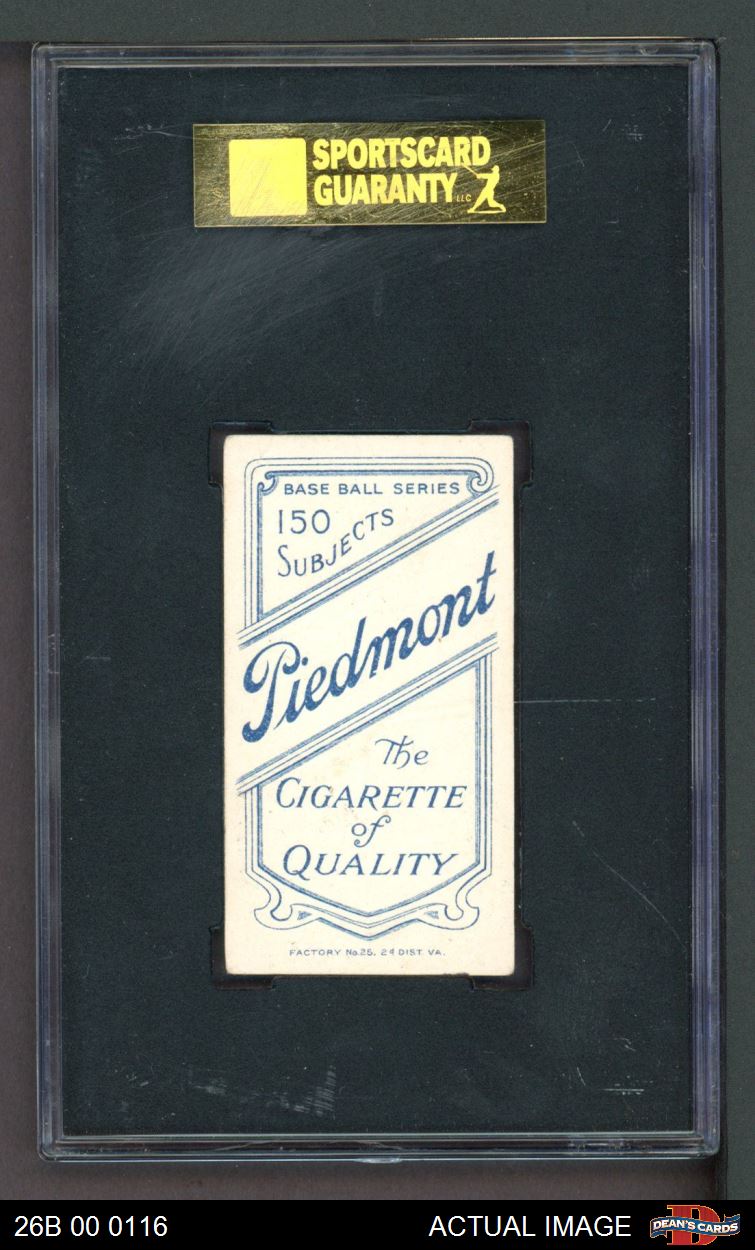 SPORTSCARD
GUARANTY LLC
BASE BALL SERIES
150
SUBJECTS
Piedmont
The
CIGARETTE
of
QUALITY
FACTORY No. 25, 2d DIST. VA.
26B 00 0116
ACTUAL IMAGE
D
DEAN'S CARDS